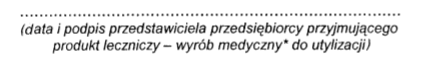 ........................................................................
(data i podpis przedstawiciela przedsiębiorcy przyjmującego
produkt leczniczy – wyrób medyczny* do utylizacji)